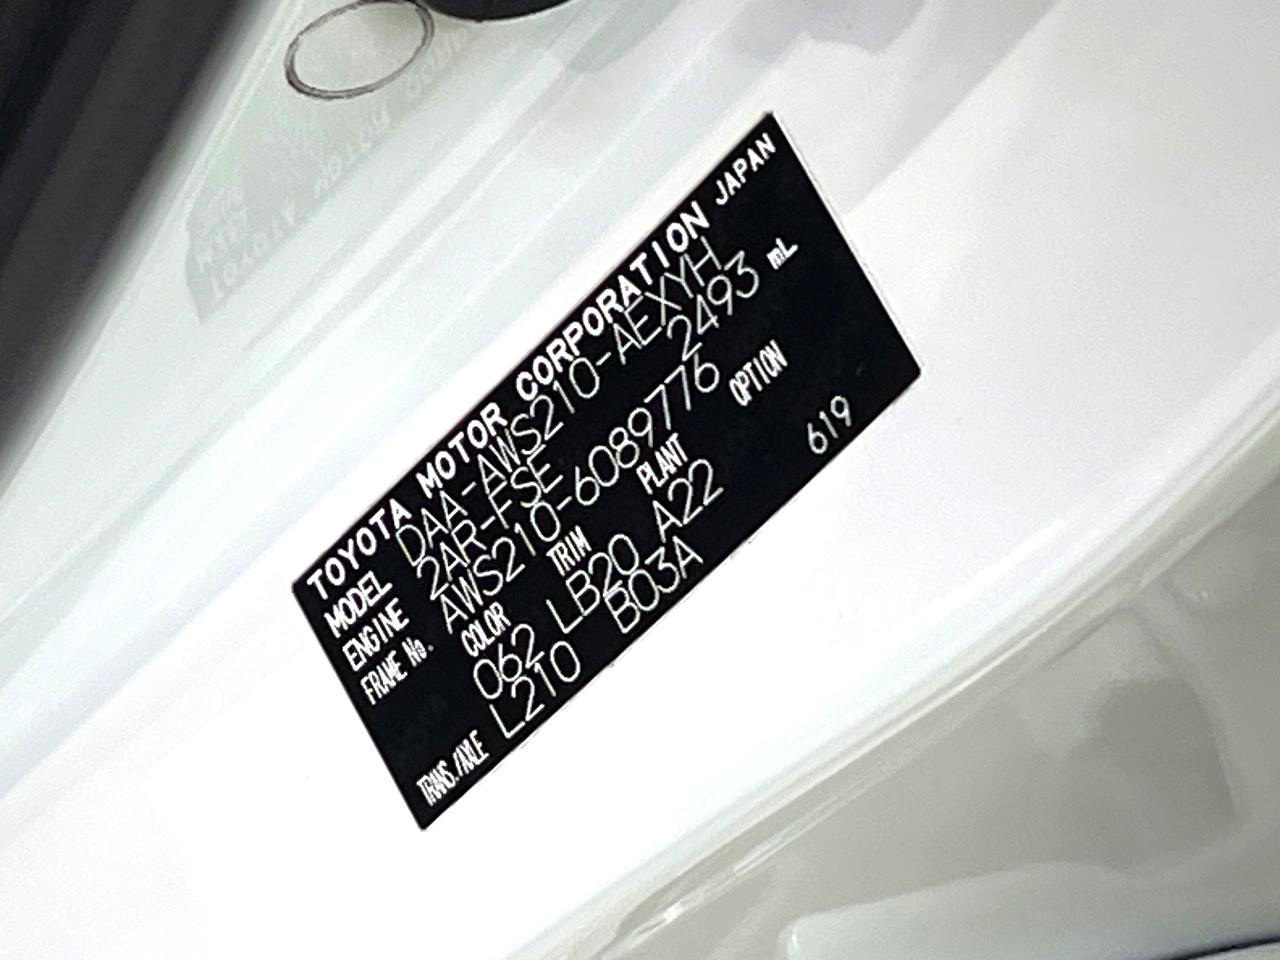 TOYOTA MOTOR CORPORATION JAPAN
MODEL DAA-AWS210-AEXYH
ENGINE 2AR-FSE 2493 mL
FRAME No. AWS210-6089776
COLOR TRIM PLANT OPTION
062 LB20 A22 619
TRANS./AXLE L210 B03A